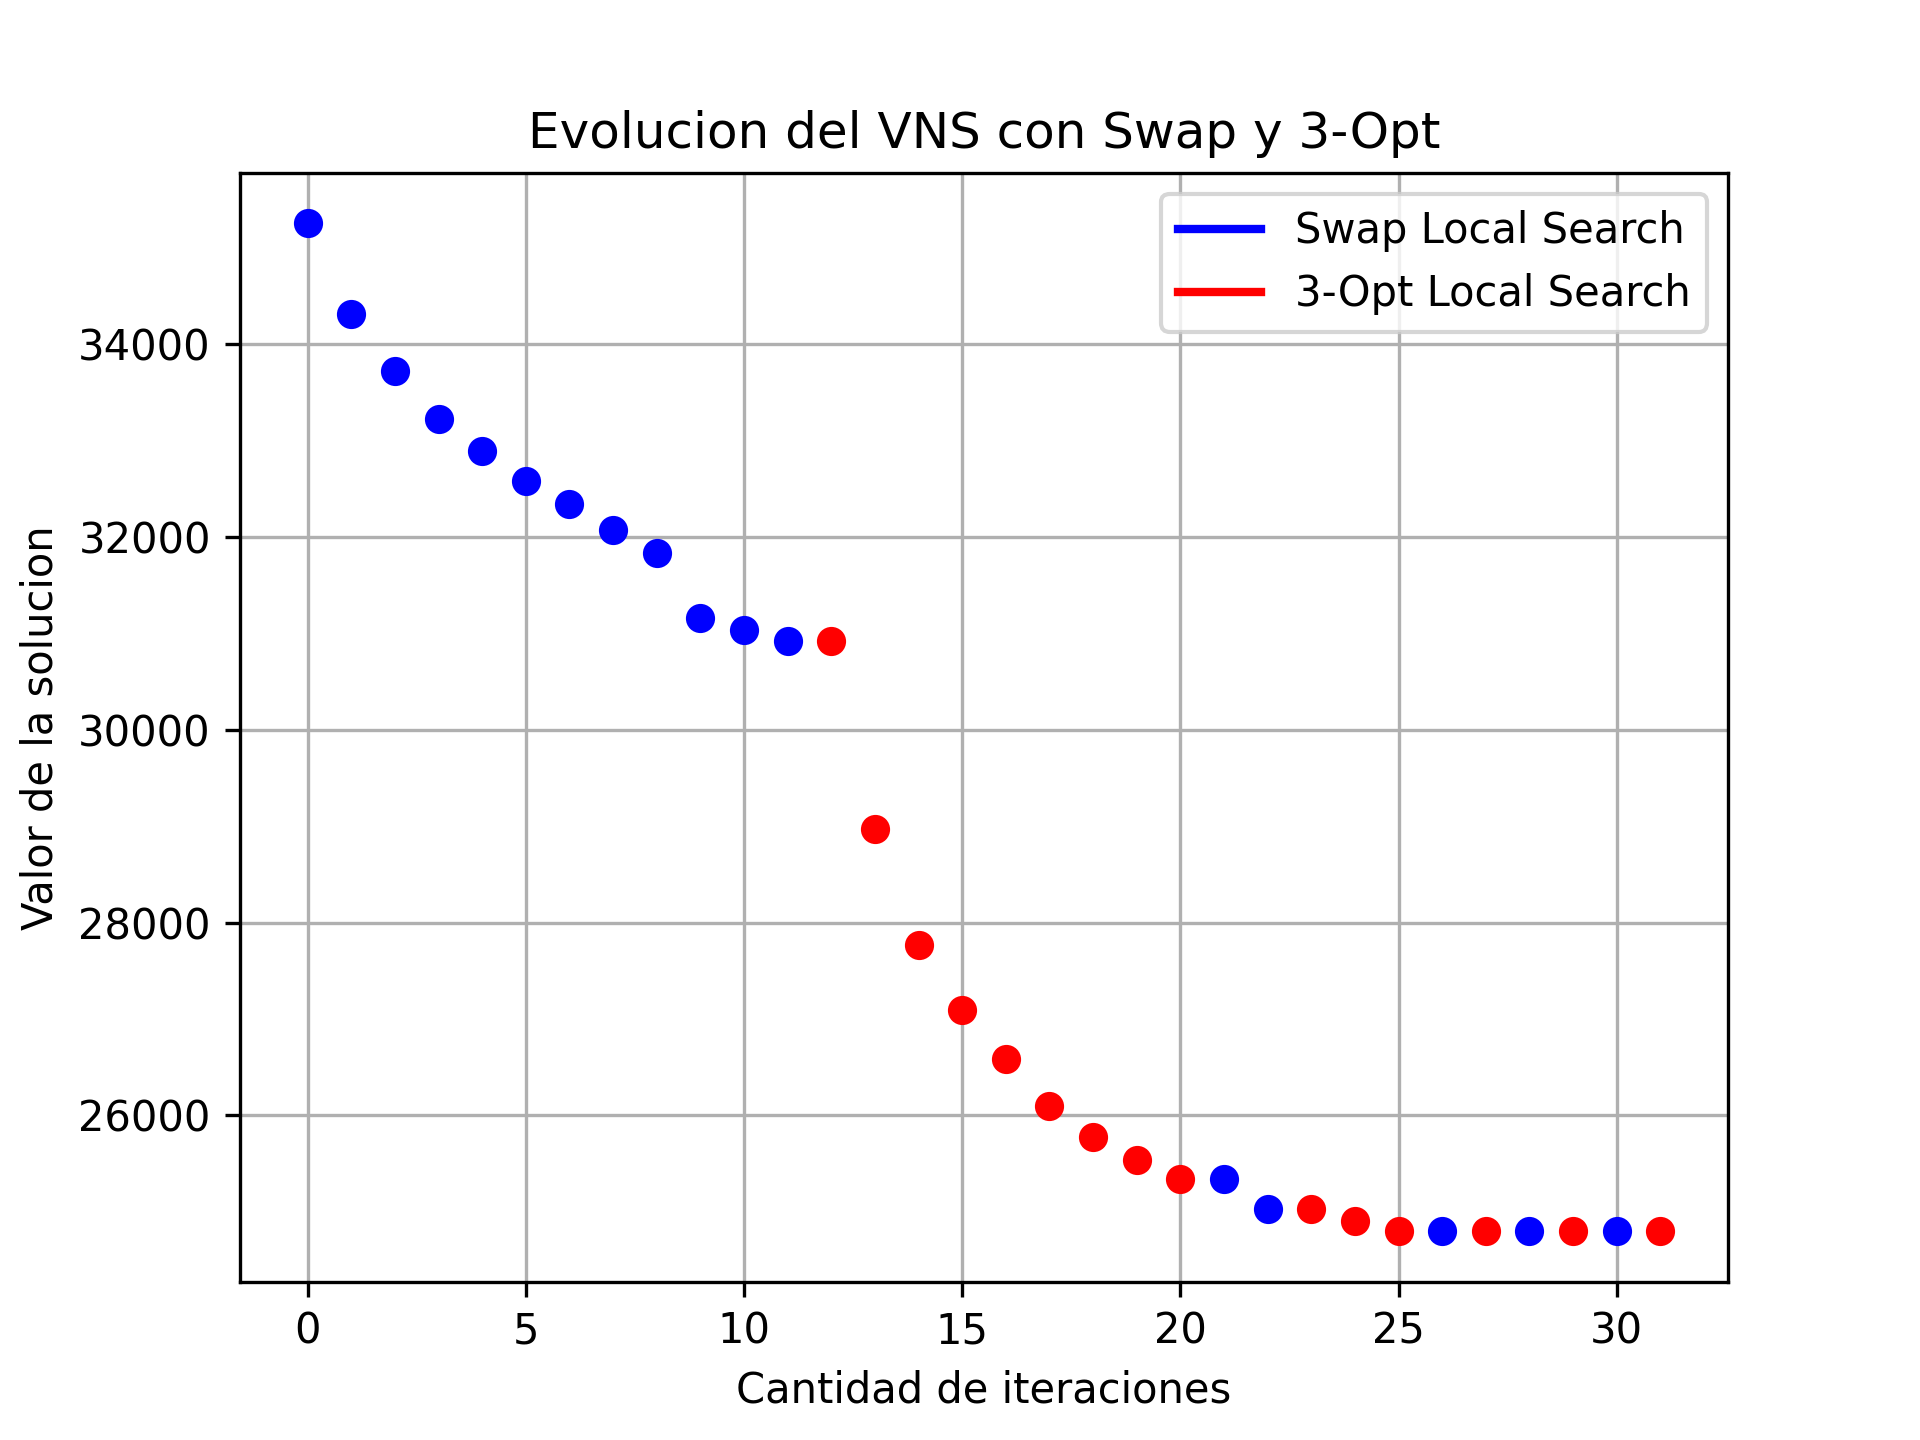 Evolucion del VNS con Swap y 3-Opt
Swap Local Search
3-Opt Local Search
Valor de la solucion
34000
32000
30000
28000
26000
0 5 10 15 20 25 30
Cantidad de iteraciones